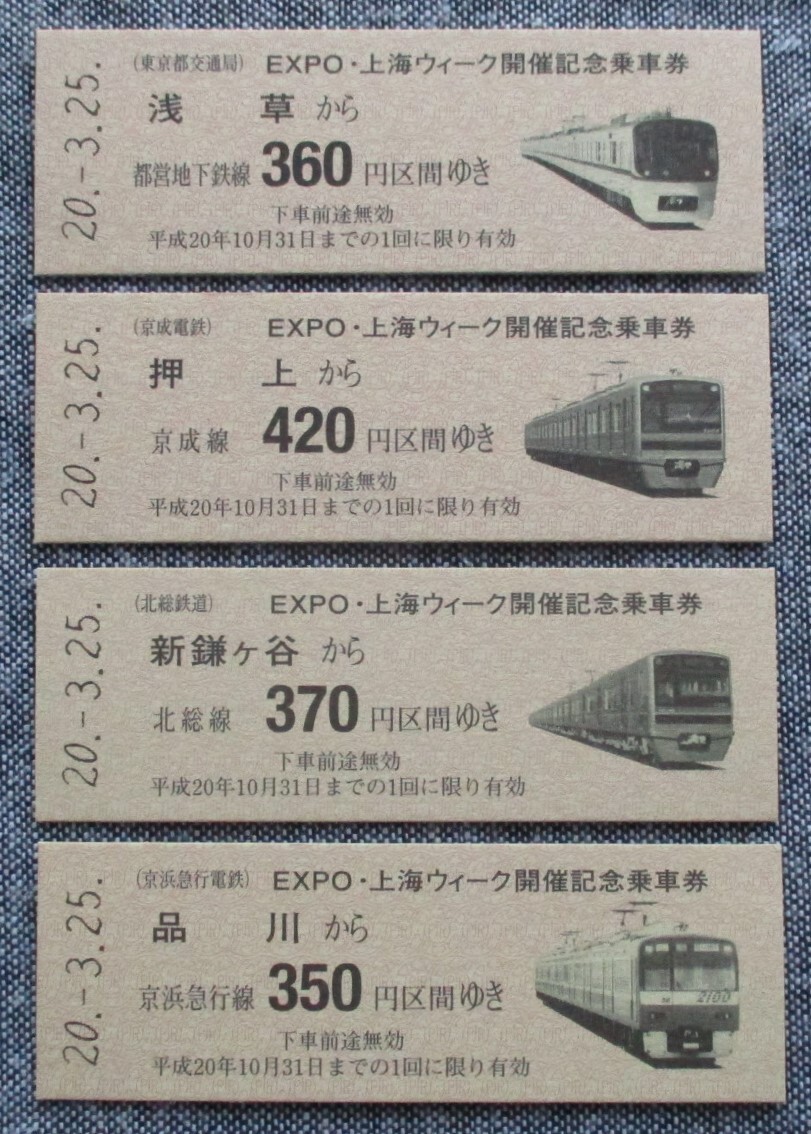 20.-3.25.
(東京都交通局) EXPO・上海ウィーク開催記念乗車券
浅 草 から
都営地下鉄線 360 円区間ゆき
下車前途無効
平成20年10月31日までの1回に限り有効
20.-3.25.
(京成電鉄) EXPO・上海ウィーク開催記念乗車券
押 上 から
京成線 420 円区間ゆき
下車前途無効
平成20年10月31日までの1回に限り有効
20.-3.25.
(北総鉄道) EXPO・上海ウィーク開催記念乗車券
新鎌ヶ谷 から
北総線 370 円区間ゆき
下車前途無効
平成20年10月31日までの1回に限り有効
20.-3.25.
(京浜急行電鉄) EXPO・上海ウィーク開催記念乗車券
品 川 から
京浜急行線 350 円区間ゆき
2100
下車前途無効
平成20年10月31日までの1回に限り有効